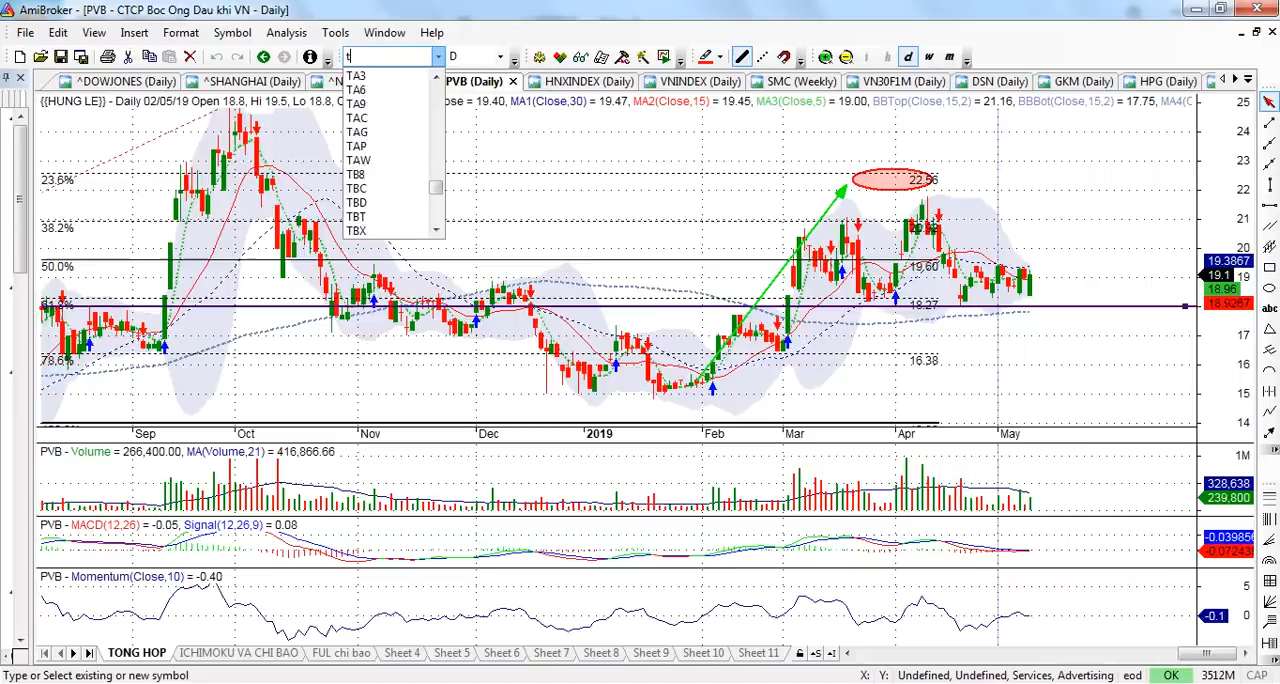 AmiBroker - [PVB - CTCP Boc Ong Dau khi VN - Daily]
File Edit View Insert Format Symbol Analysis Tools Window Help
t D i h d w m
^DOWJONES (Daily) ^SHANGHAI (Daily) ^N PVB (Daily) HNXINDEX (Daily) VNINDEX (Daily) SMC (Weekly) VN30F1M (Daily) DSN (Daily) GKM (Daily) HPG (Daily)
{{HUNG LE}} - Daily 02/05/19 Open 18.8, Hi 19.5, Lo 18.8, C ose = 19.40, MA1(Close,30) = 19.47, MA2(Close,15) = 19.45, MA3(Close,5) = 19.00, BBTop(Close,15,2) = 21.16, BBBot(Close,15,2) = 17.75, MA4(C
TA3
TA6
TA9
TAC
TAG
TAP
TAW
TB8
TBC
TBD
TBT
TBX
25
24
23
22
21
20
19
17
16
15
14
23.6% 22.56
38.2%
50.0% 19.60
61.8% 18.27
78.6% 16.38
19.3867
19.1
18.96
18.9267
Sep Oct Nov Dec 2019 Feb Mar Apr May
PVB - Volume = 266,400.00, MA(Volume,21) = 416,866.66
1M
328,638
239,800
PVB - MACD(12,26) = -0.05, Signal(12,26,9) = 0.08
-0.039856
-0.07243
PVB - Momentum(Close,10) = -0.40
5
0
-0.1
TONG HOP ICHIMOKU VA CHI BAO FUL chi bao Sheet 4 Sheet 5 Sheet 6 Sheet 7 Sheet 8 Sheet 9 Sheet 10 Sheet 11
Type or Select existing or new symbol X: Y: Undefined, Undefined, Services, Advertising eod OK 3512M CAP